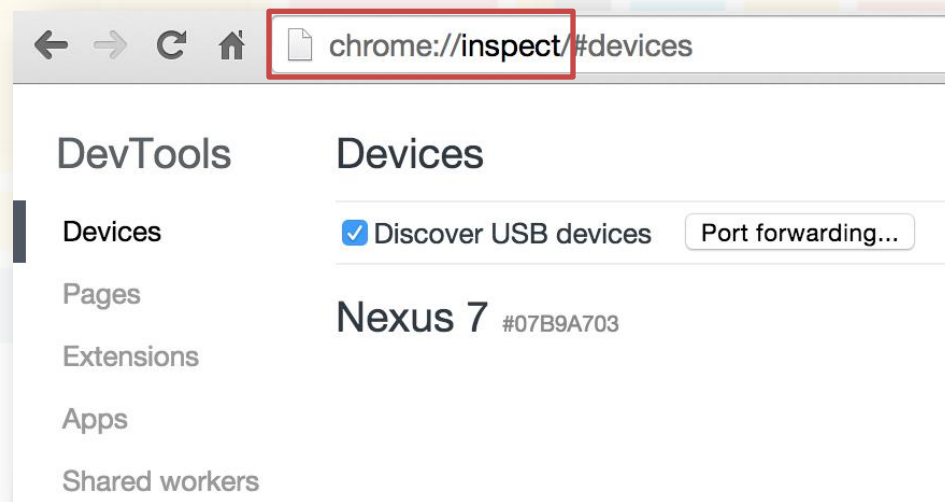 chrome://inspect/#devices
DevTools
Devices
Pages
Extensions
Apps
Shared workers
Devices
Discover USB devices Port forwarding...
Nexus 7 #07B9A703